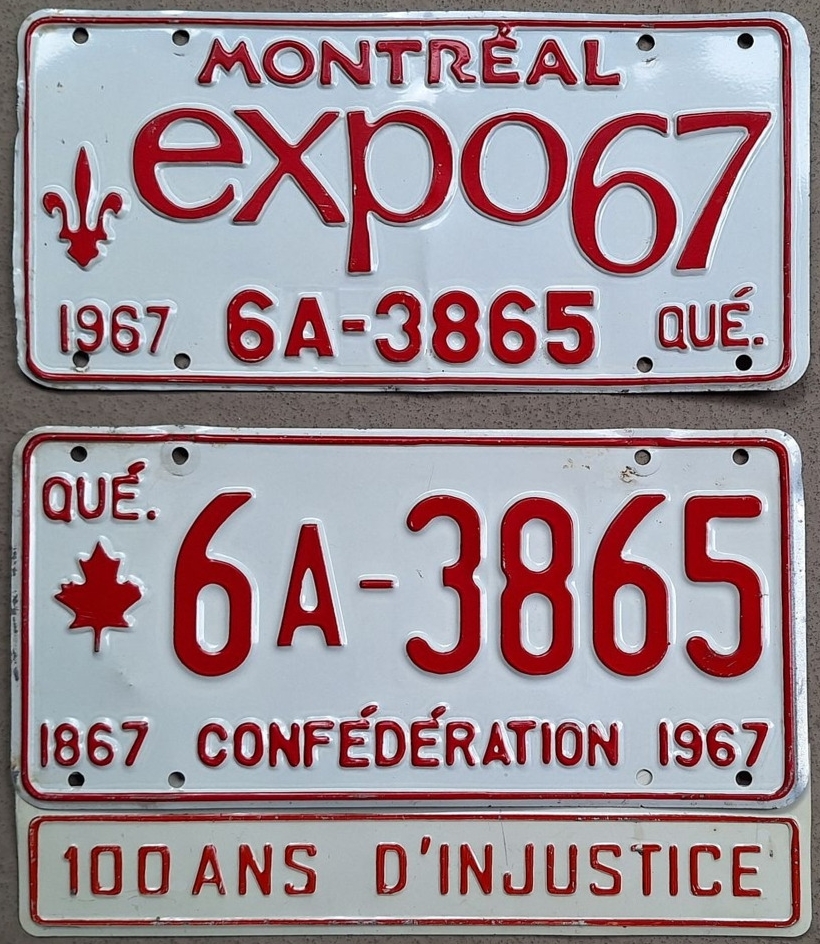 MONTRÉAL
expo67
1967 6A-3865 QUÉ.
QUÉ.
6A-3865
1867 CONFÉDÉRATION 1967
100 ANS D'INJUSTICE